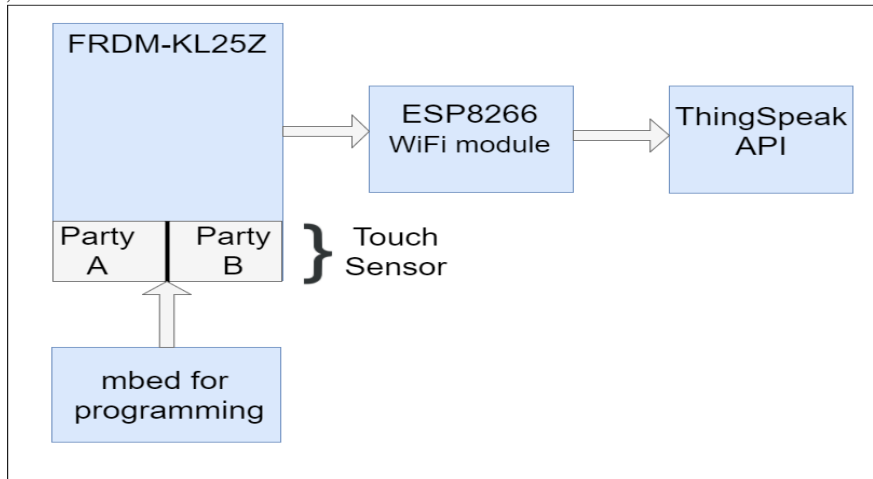 FRDM-KL25Z
ESP8266
WiFi module
ThingSpeak
API
Party
A
Party
B
Touch
Sensor
mbed for
programming